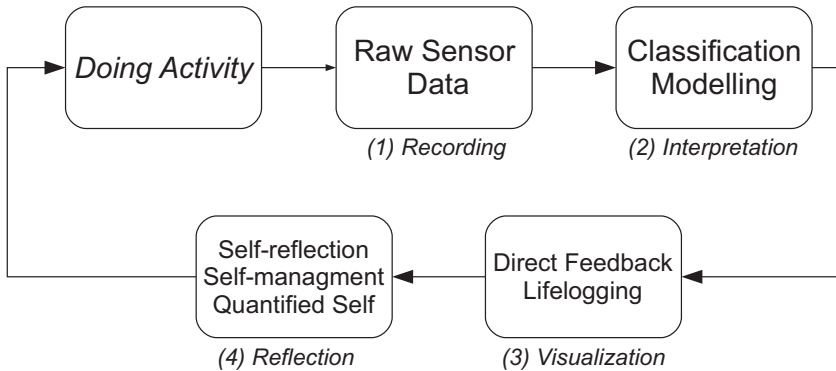 Doing Activity
Raw Sensor
Data
(1) Recording
Classification
Modelling
(2) Interpretation
Direct Feedback
Lifelogging
(3) Visualization
Self-reflection
Self-managment
Quantified Self
(4) Reflection